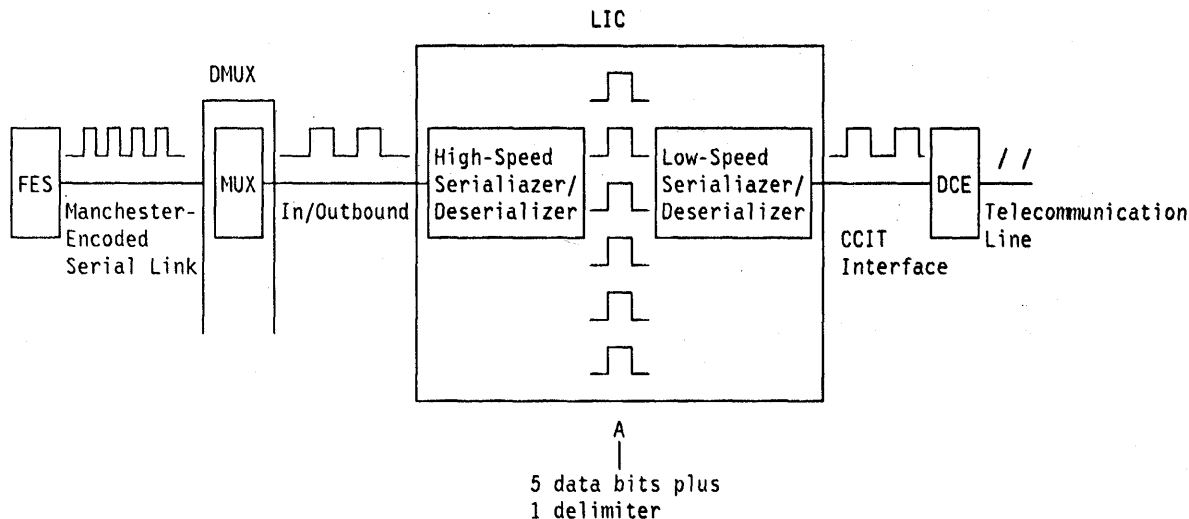 LIC
DMUX
FES
MUX
High-Speed
Serialiazer/
Deserializer
Low-Speed
Serialiazer/
Deserializer
DCE
Manchester-
Encoded
Serial Link
In/Outbound
CCIT
Interface
/ /
Telecommunication
Line
A
5 data bits plus
1 delimiter